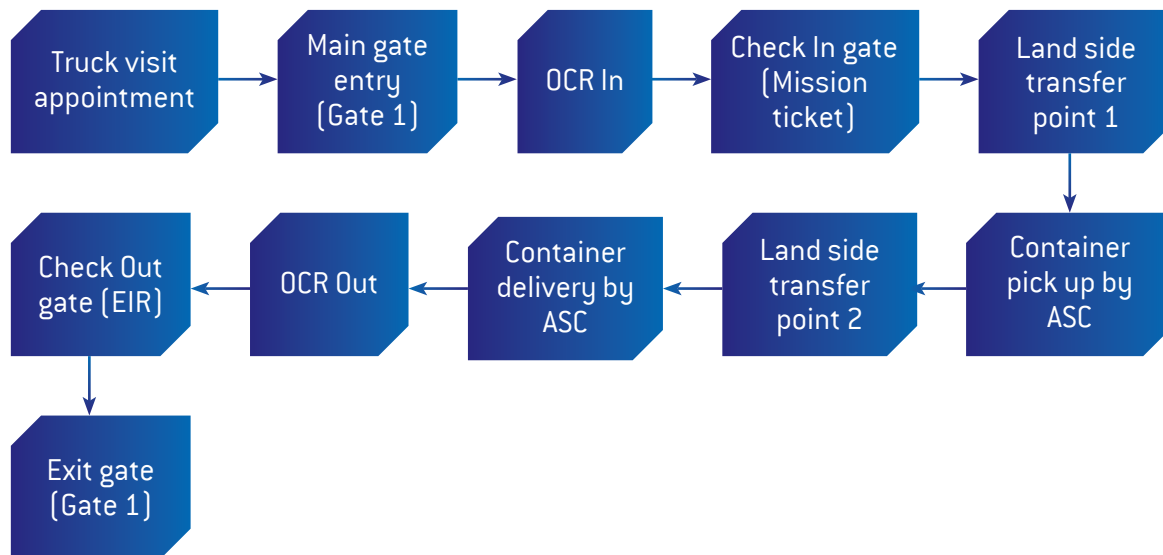 Truck visit
appointment
Main gate
entry
(Gate 1)
OCR In
Check In gate
(Mission
ticket)
Land side
transfer
point 1
Container
pick up by
ASC
Land side
transfer
point 2
Container
delivery by
ASC
OCR Out
Check Out
gate (EIR)
Exit gate
(Gate 1)